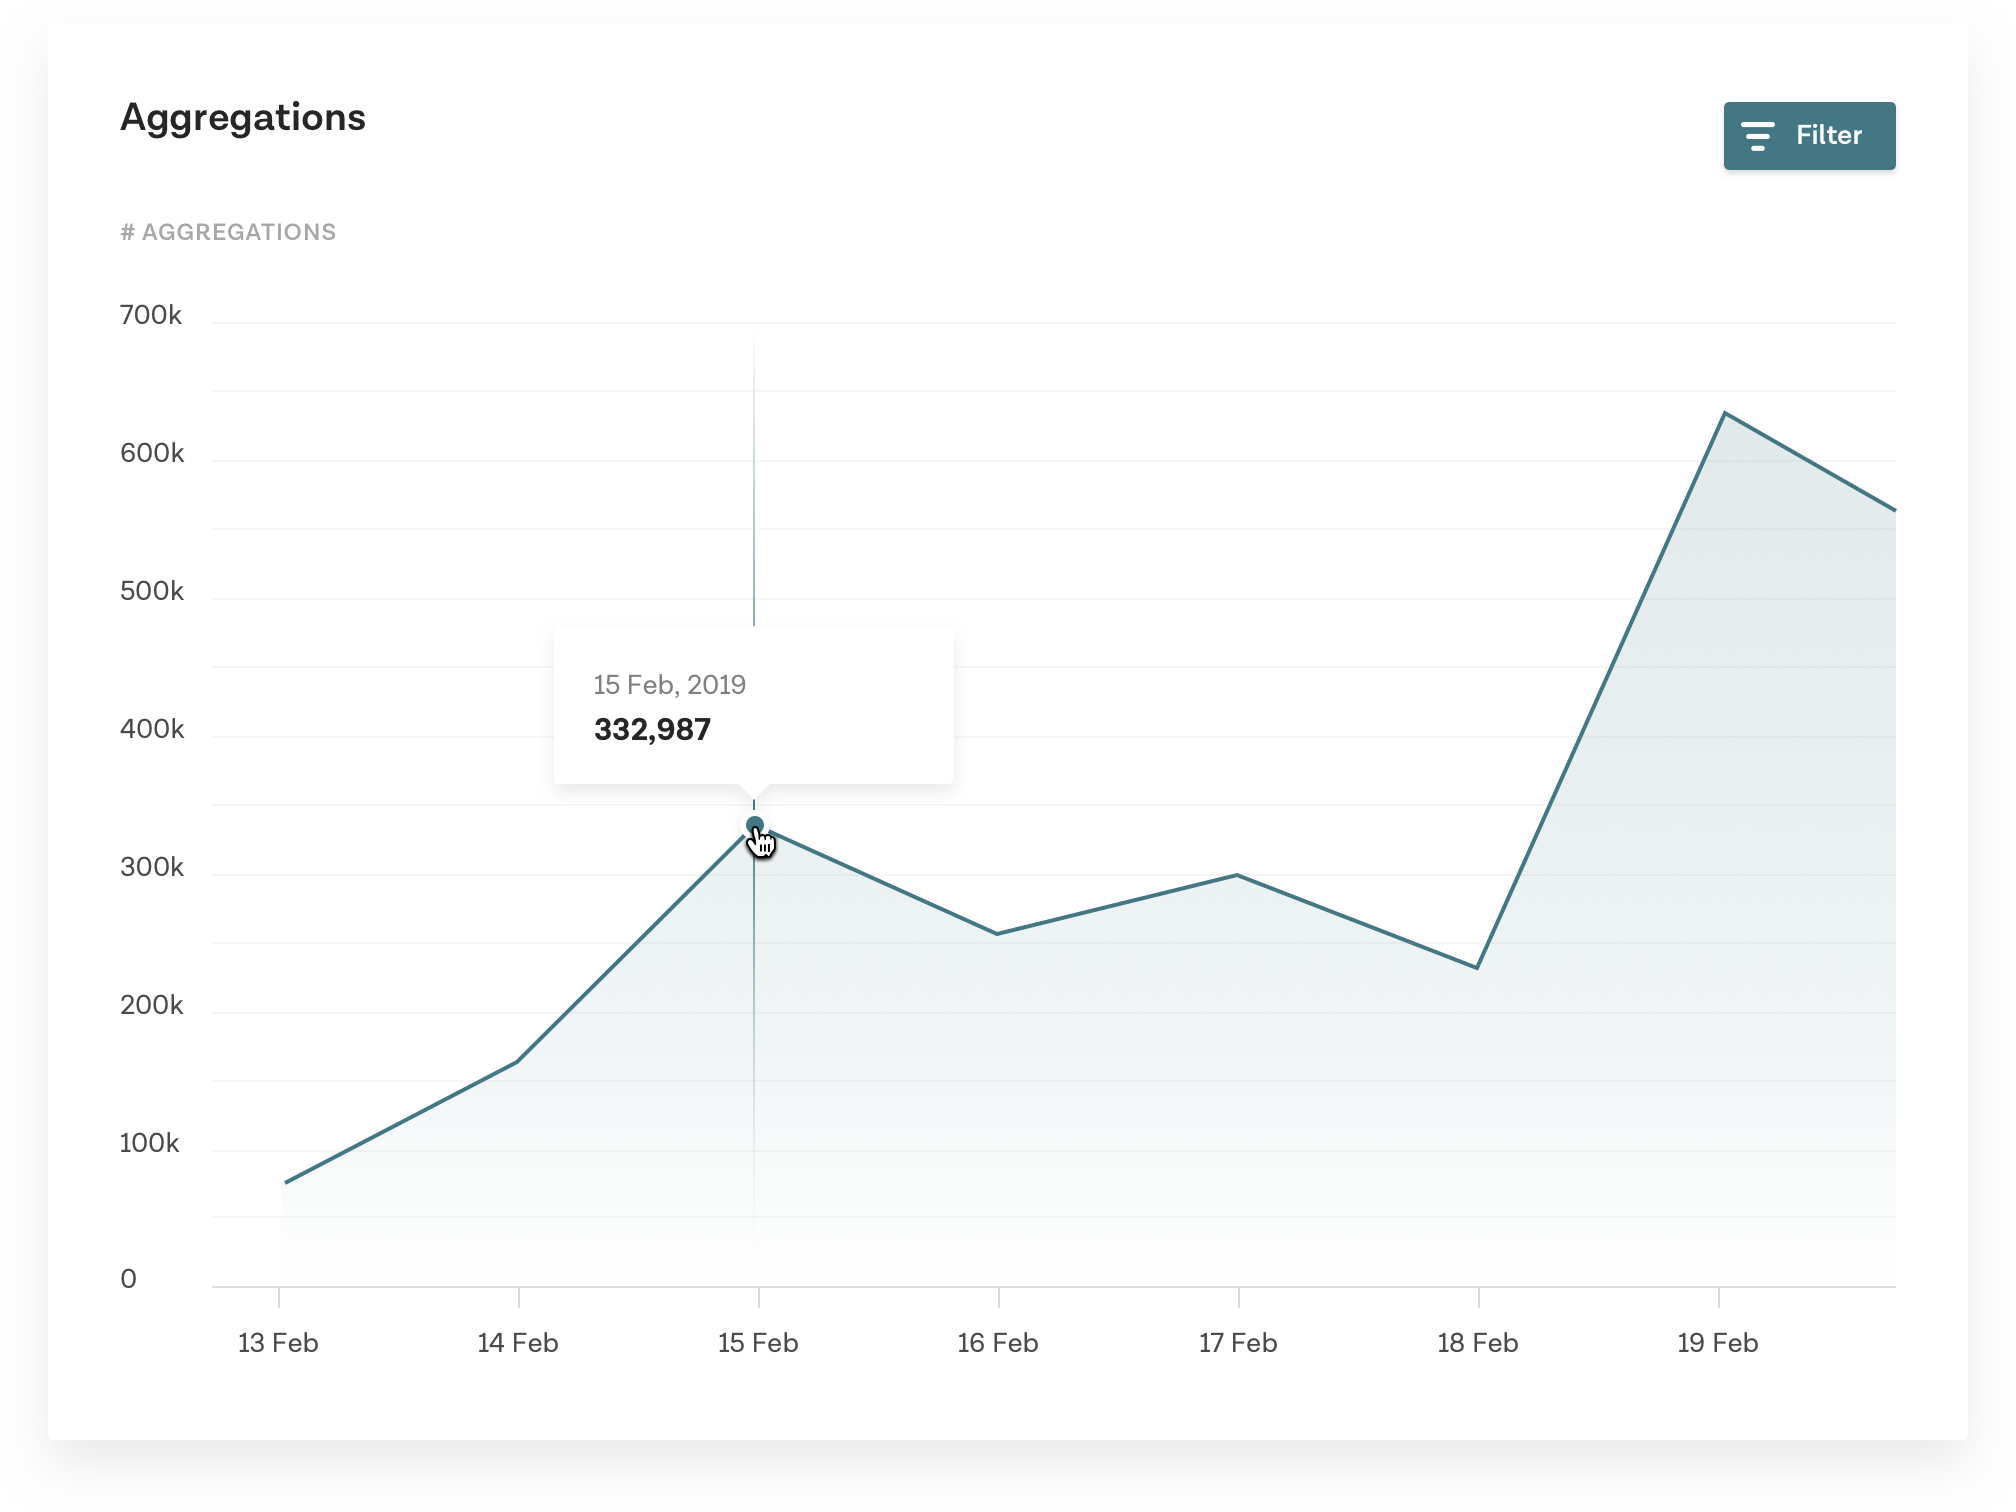 Aggregations
Filter
# AGGREGATIONS
700k
600k
500k
15 Feb, 2019
332,987
400k
300k
200k
100k
0
13 Feb
14 Feb
15 Feb
16 Feb
17 Feb
18 Feb
19 Feb